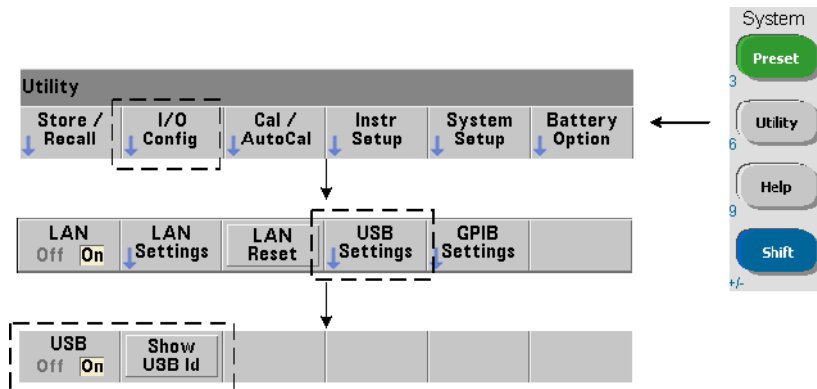 System
Preset
3
Utility
6
Help
9
Shift
+/-
Utility
Store / Recall
I/O Config
Cal / AutoCal
Instr Setup
System Setup
Battery Option
LAN Off On
LAN Settings
LAN Reset
USB Settings
GPIB Settings
USB Off On
Show USB Id